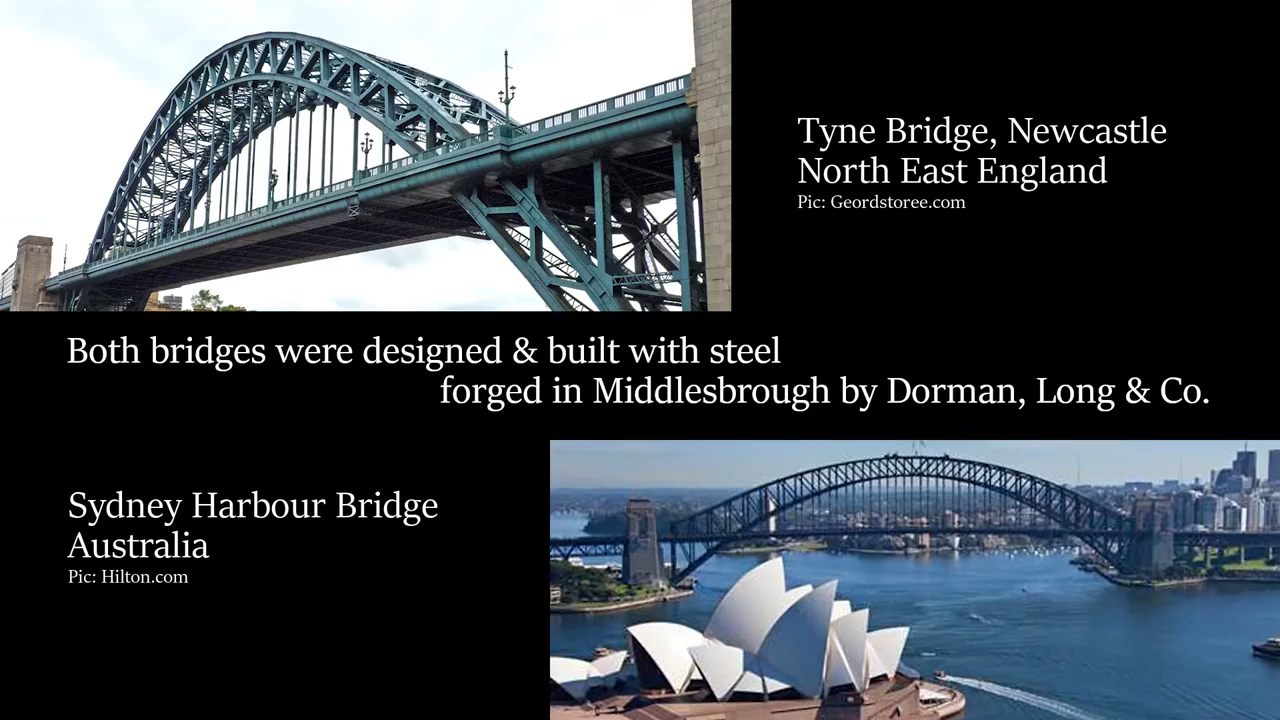 Tyne Bridge, Newcastle
North East England
Pic: Geordstoree.com
Both bridges were designed & built with steel
forged in Middlesbrough by Dorman, Long & Co.
Sydney Harbour Bridge
Australia
Pic: Hilton.com